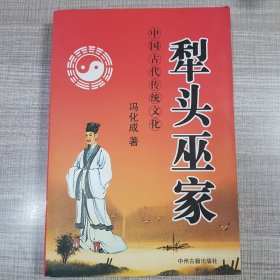 中国古代传统文化
犁头巫家
冯化成 著
中州古籍出版社